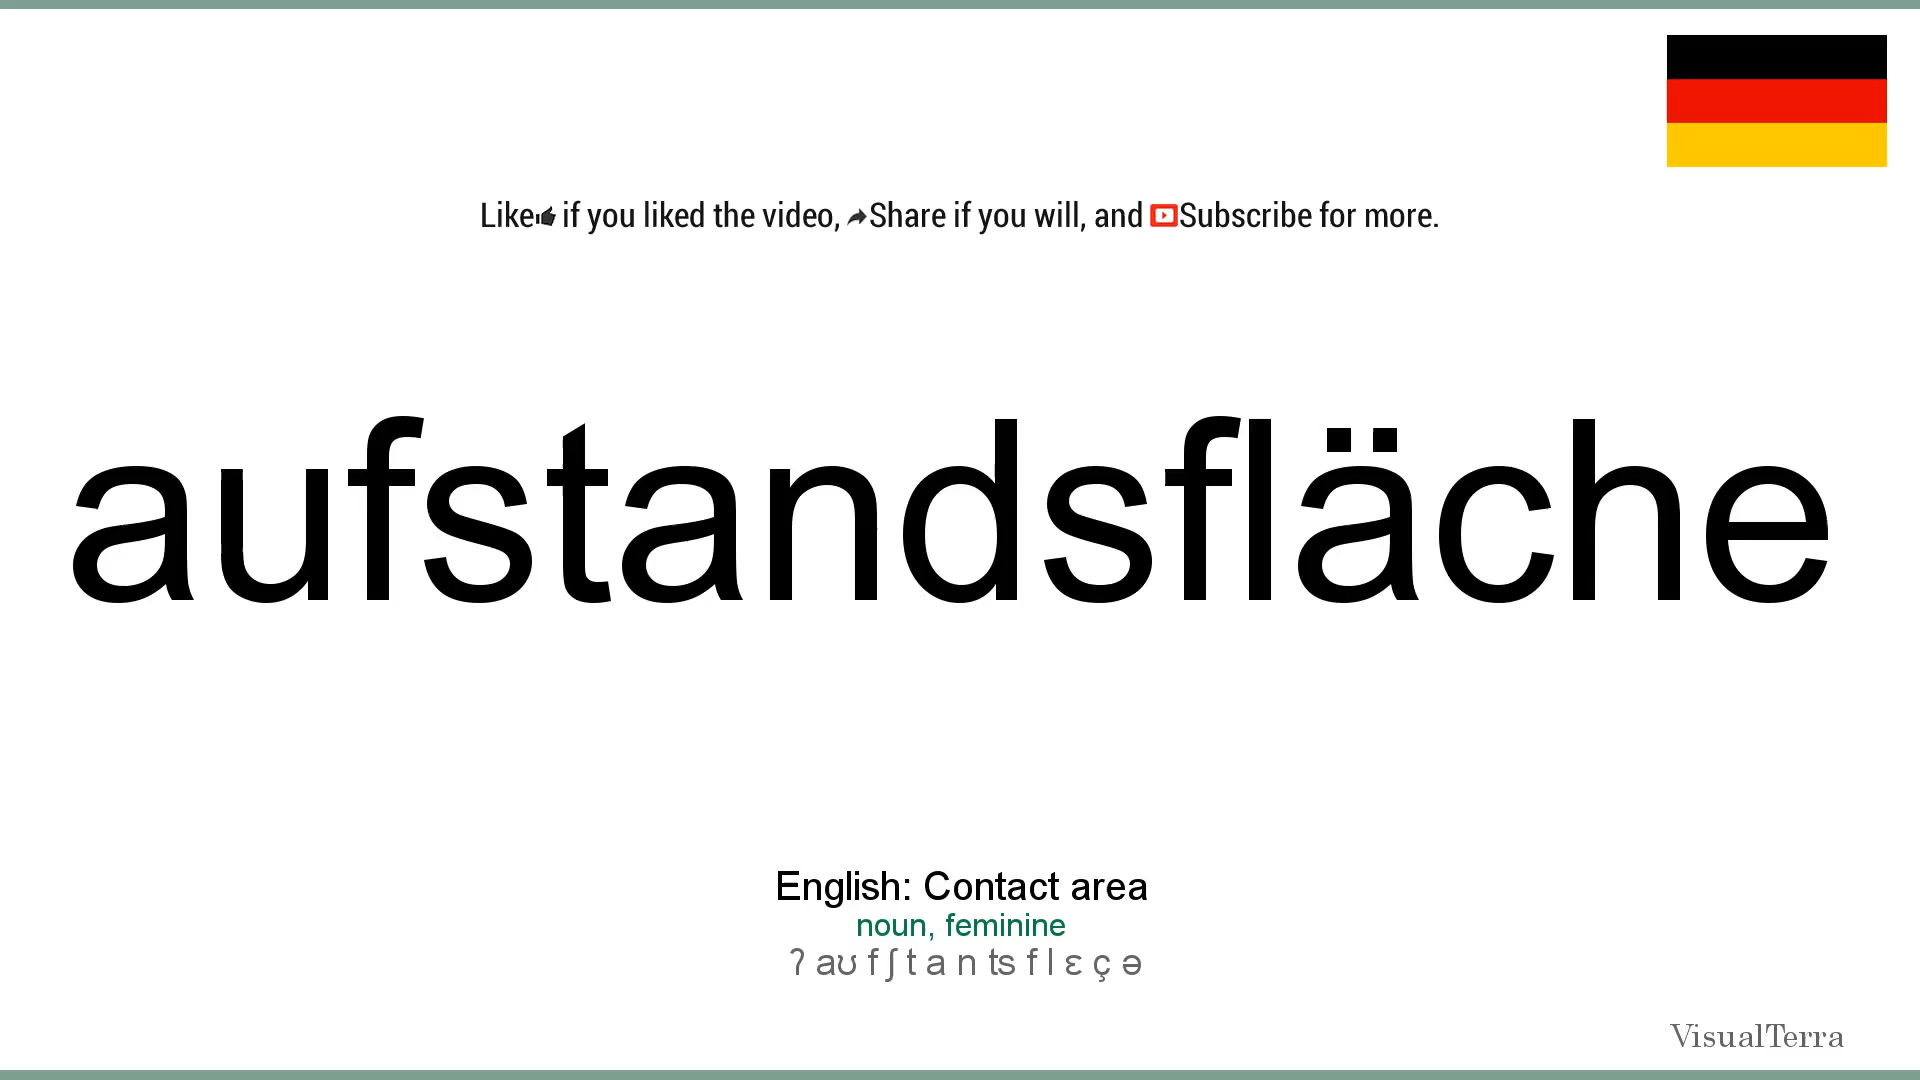 Like if you liked the video, Share if you will, and Subscribe for more.
aufstandsfläche
English: Contact area
noun, feminine
ʔ aʊ f ʃ t a n ʦ f l ɛ ç ə
VisualTerra